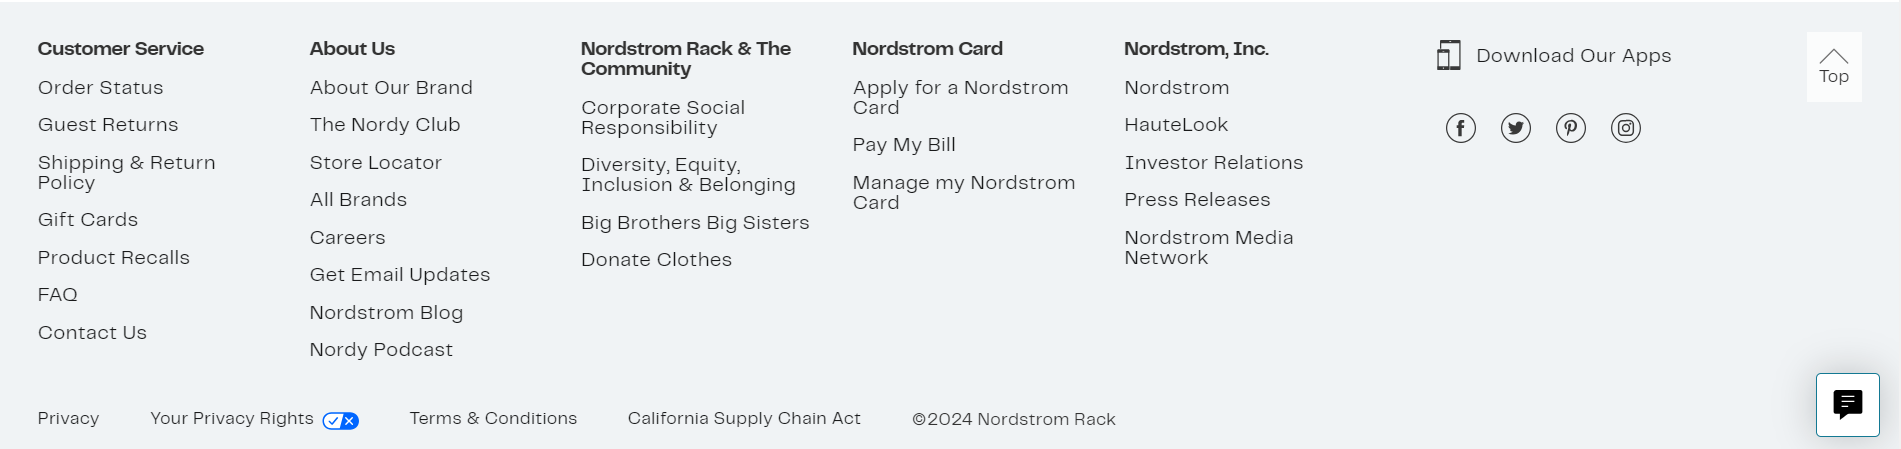 Customer Service
Order Status
Guest Returns
Shipping & Return
Policy
Gift Cards
Product Recalls
FAQ
Contact Us
About Us
About Our Brand
The Nordy Club
Store Locator
All Brands
Careers
Get Email Updates
Nordstrom Blog
Nordy Podcast
Nordstrom Rack & The
Community
Corporate Social
Responsibility
Diversity, Equity,
Inclusion & Belonging
Big Brothers Big Sisters
Donate Clothes
Nordstrom Card
Apply for a Nordstrom
Card
Pay My Bill
Manage my Nordstrom
Card
Nordstrom, Inc.
Nordstrom
HauteLook
Investor Relations
Press Releases
Nordstrom Media
Network
Download Our Apps
Top
Privacy
Your Privacy Rights
Terms & Conditions
California Supply Chain Act
©2024 Nordstrom Rack